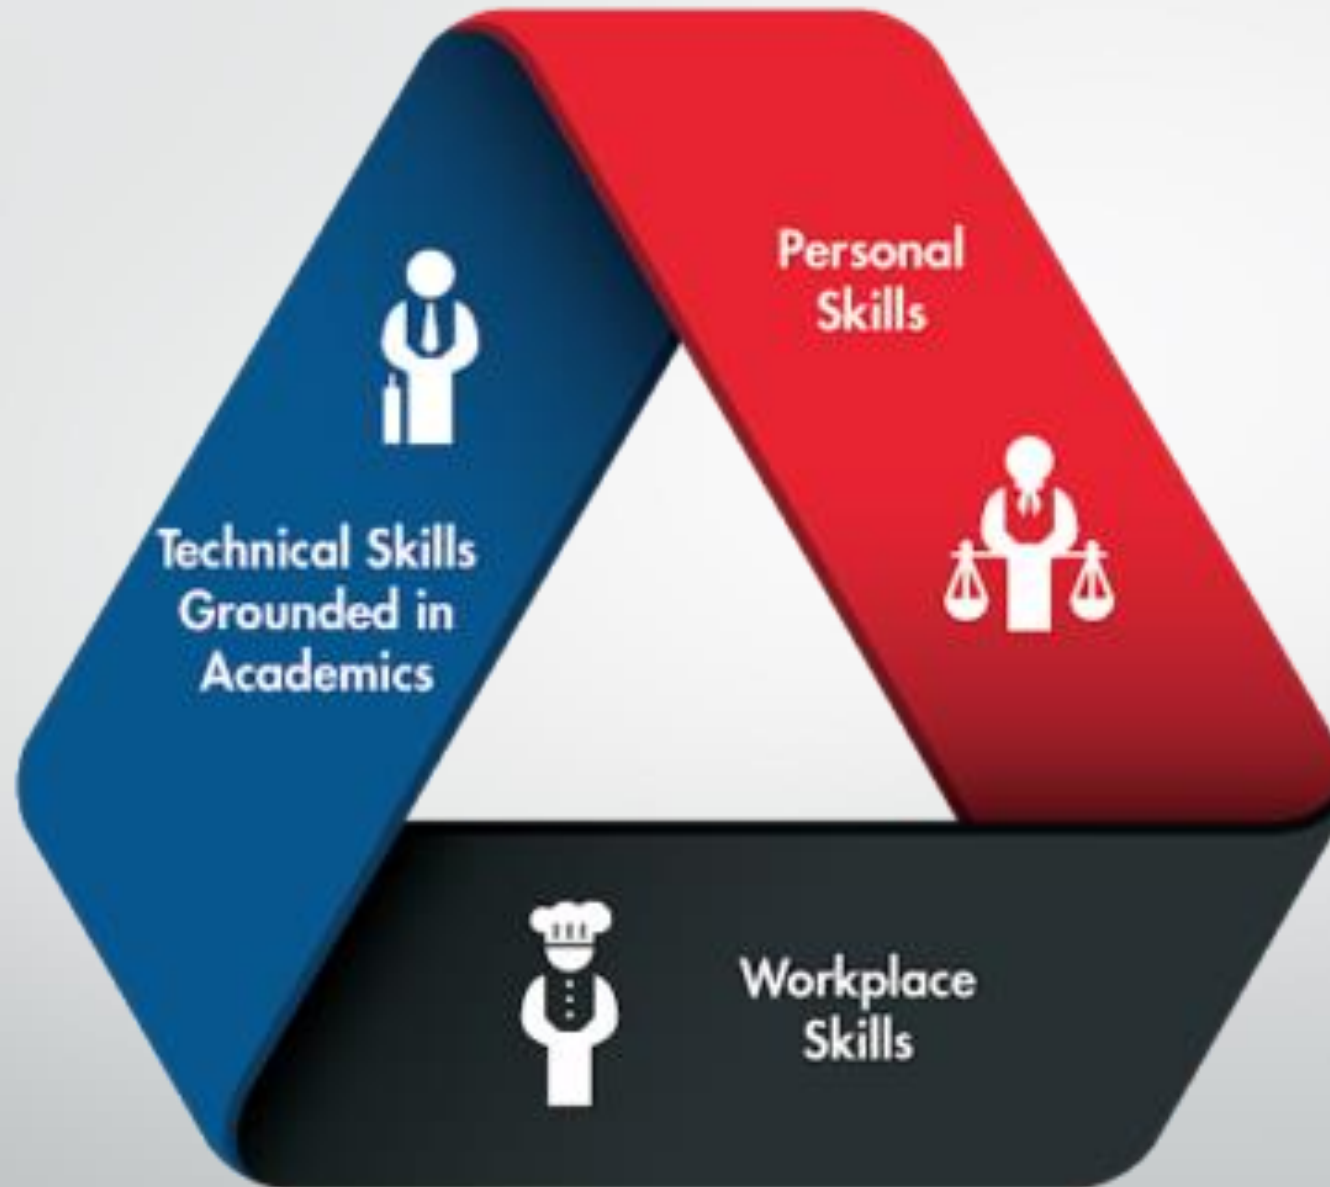 Personal
Skills
Technical Skills
Grounded in
Academics
Workplace
Skills